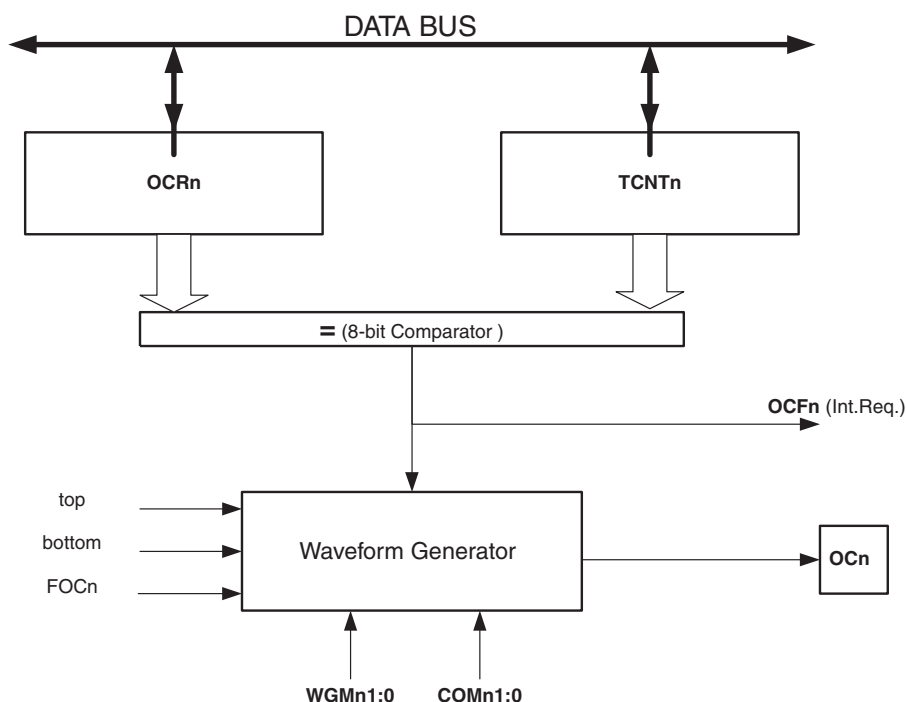 DATA BUS
OCRn
TCNTn
= (8-bit Comparator )
OCFn (Int.Req.)
top
bottom
FOCn
Waveform Generator
OCn
WGMn1:0
COMn1:0